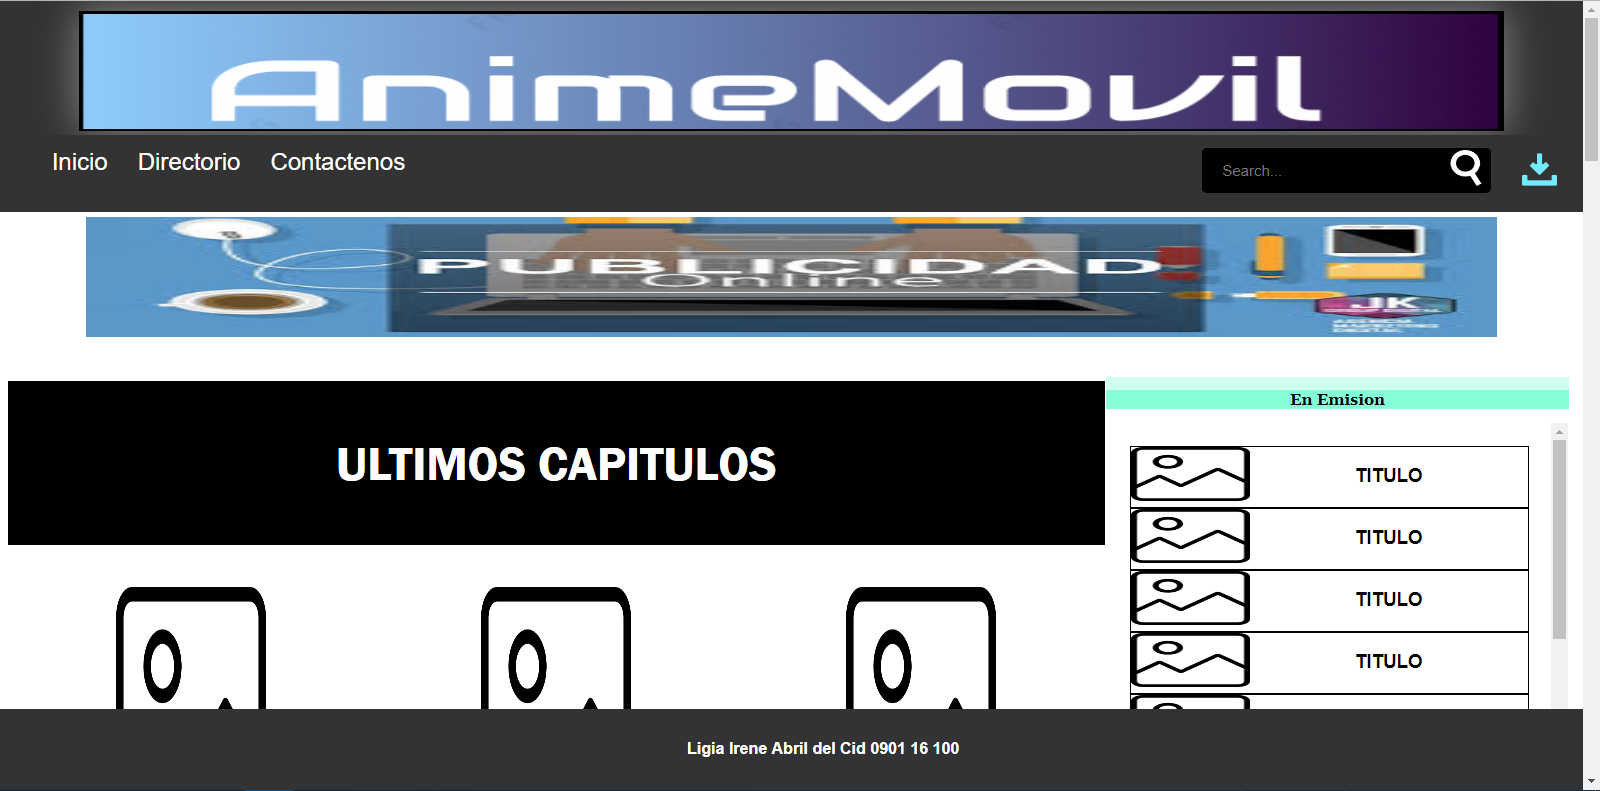 AnimeMovil
Inicio Directorio Contactenos
Search...
PUBLICIDAD
Online
JK
En Emision
ULTIMOS CAPITULOS
TITULO
TITULO
TITULO
TITULO
Ligia Irene Abril del Cid 0901 16 100